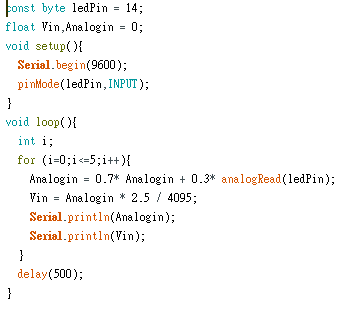 const byte ledPin = 14;
float Vin,Analogin = 0;
void setup(){
Serial.begin(9600);
pinMode(ledPin,INPUT);
}
void loop(){
int i;
for (i=0;i<=5;i++){
Analogin = 0.7* Analogin + 0.3* analogRead(ledPin);
Vin = Analogin * 2.5 / 4095;
Serial.println(Analogin);
Serial.println(Vin);
}
delay(500);
}